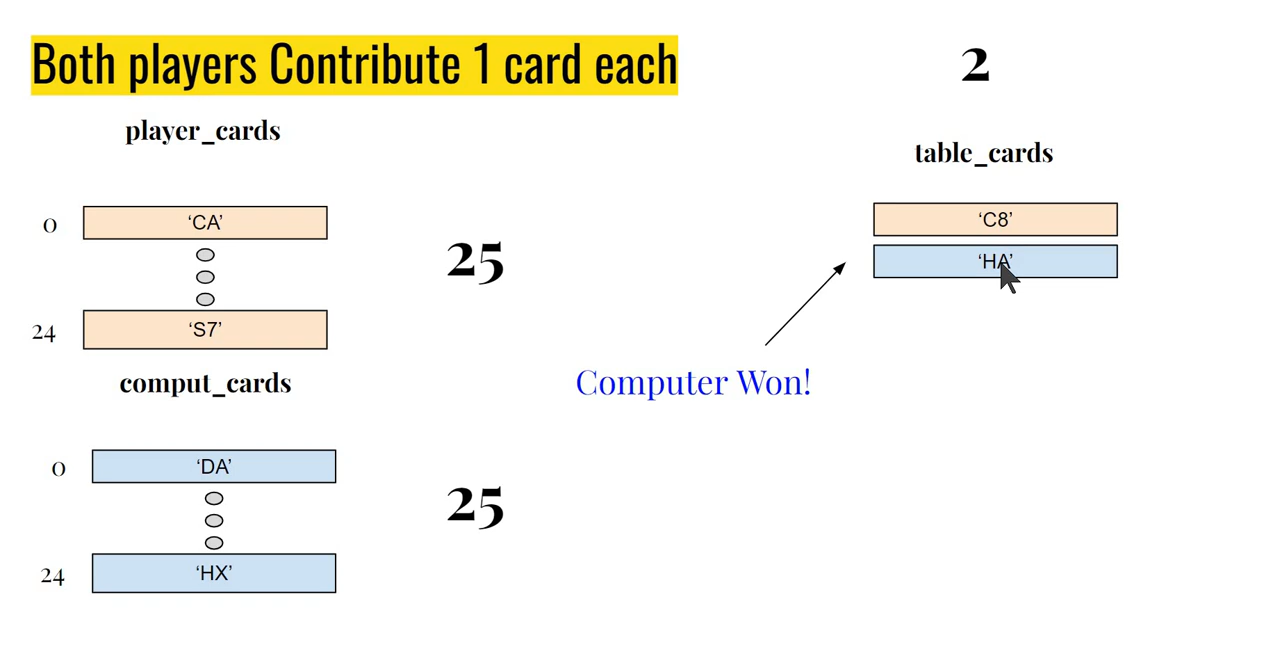 Both players Contribute 1 card each
2
player_cards
table_cards
0
‘CA’
25
24
‘S7’
‘C8’
‘HA’
comput_cards
Computer Won!
0
‘DA’
25
24
‘HX’